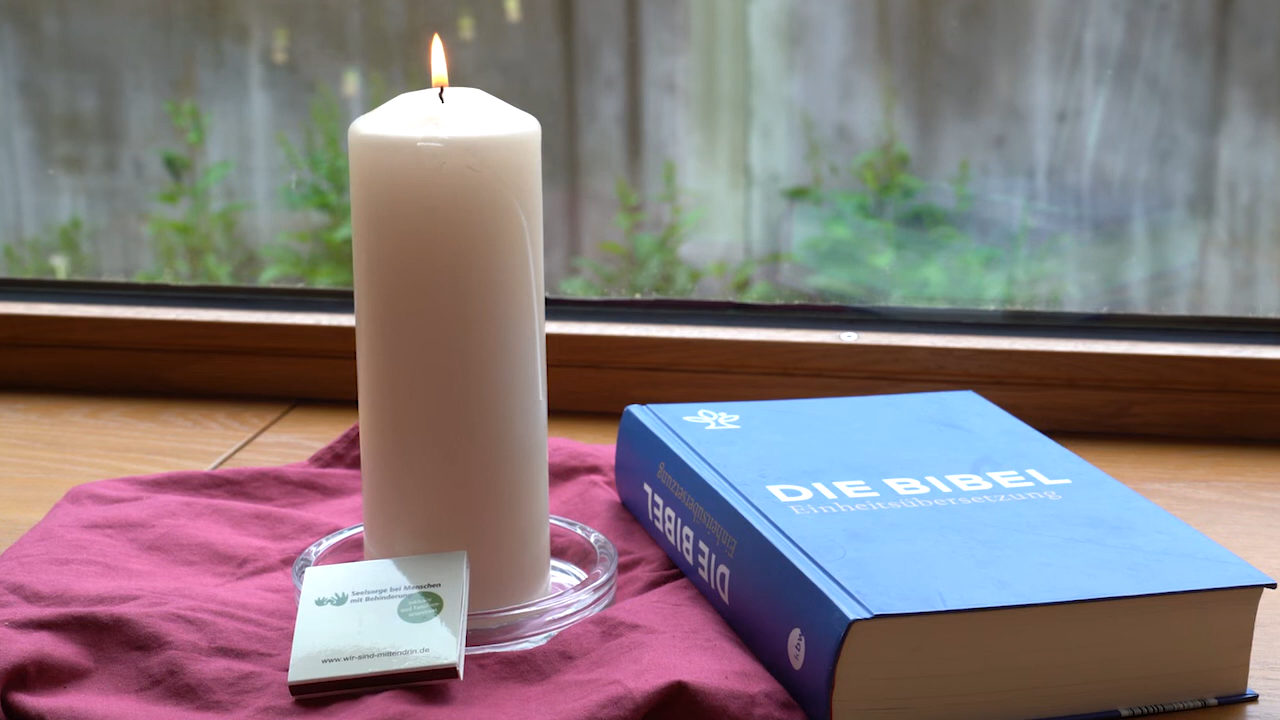 Seelsorge bei Menschen
mit Behinderung
www.wir-sind-mittendrin.de
DIE BIBEL
Einheitsübersetzung
DIE BIBEL
Einheitsübersetzung